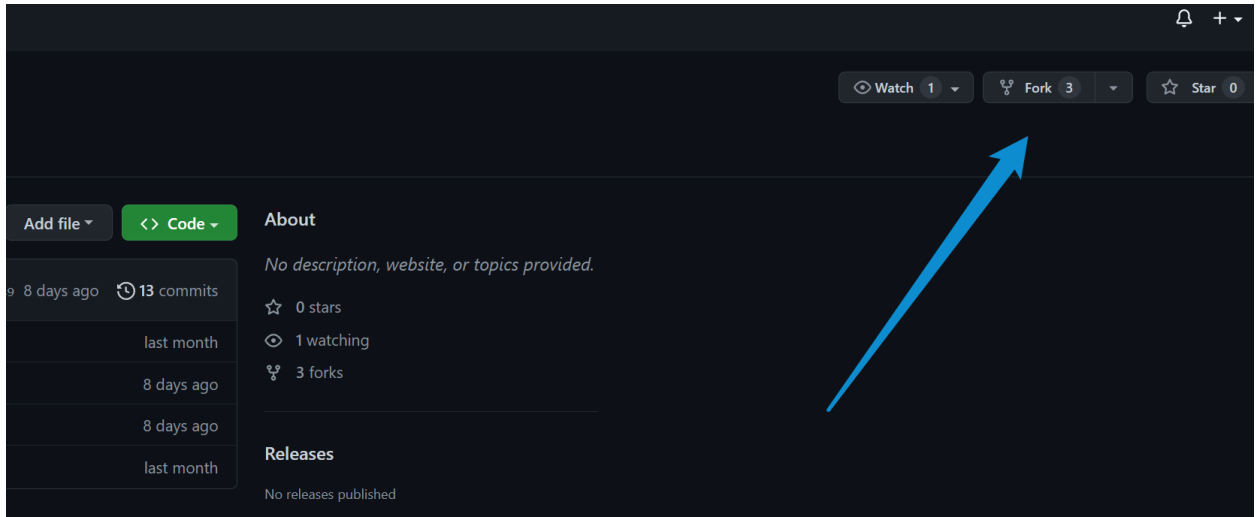 Watch 1
Fork 3
Star 0
Add file
Code
About
No description, website, or topics provided.
9 8 days ago 13 commits
0 stars
last month
1 watching
8 days ago
3 forks
8 days ago
Releases
last month
No releases published